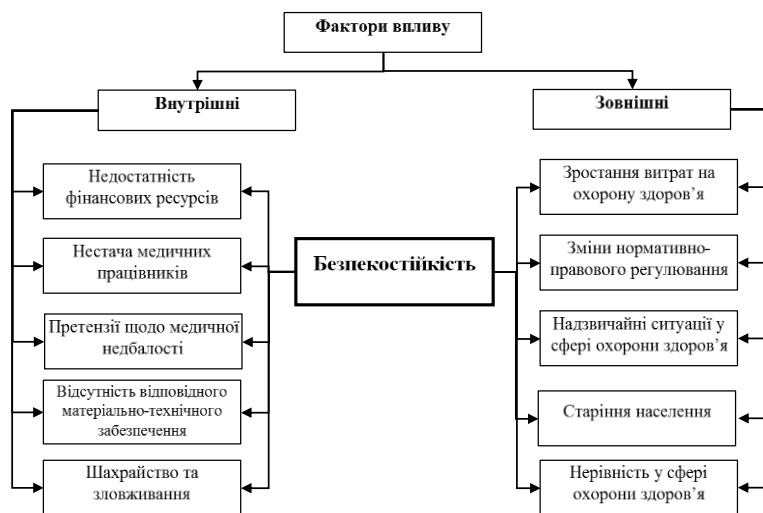 Фактори впливу
Внутрішні
Зовнішні
Недостатність
фінансових ресурсів
Нестача медичних
працівників
Претензії щодо медичної
недбалості
Відсутність відповідного
матеріально-технічного
забезпечення
Шахрайство та
зловживання
Безпекостійкість
Зростання витрат на
охорону здоров’я
Зміни нормативно-
правового регулювання
Надзвичайні ситуації у
сфері охорони здоров’я
Старіння населення
Нерівність у сфері
охорони здоров’я